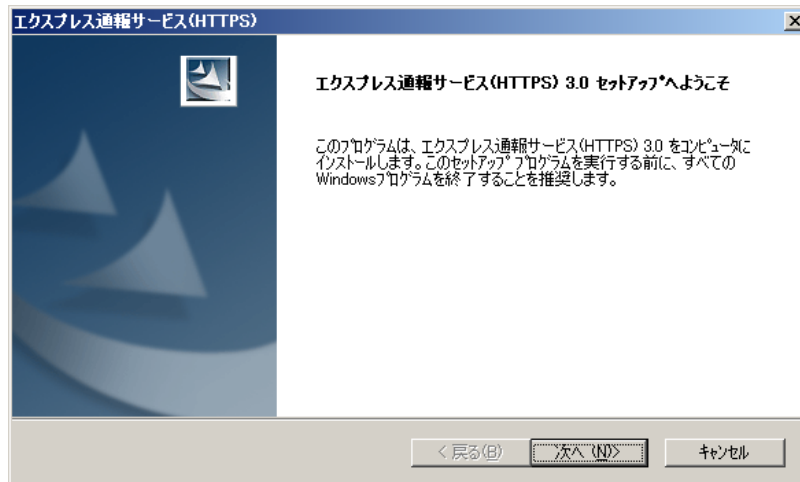 エクスプレス通報サービス(HTTPS)
エクスプレス通報サービス(HTTPS) 3.0 ｾｯﾄｱｯﾌﾟへようこそ
このﾌﾟﾛｸﾞﾗﾑは、エクスプレス通報サービス(HTTPS) 3.0 をｺﾝﾋﾟｭｰﾀに
ｲﾝｽﾄｰﾙします。このｾｯﾄｱｯﾌﾟ ﾌﾟﾛｸﾞﾗﾑを実行する前に、すべての
Windowsﾌﾟﾛｸﾞﾗﾑを終了することを推奨します。
< 戻る(B)
次へ (N)>
ｷｬﾝｾﾙ